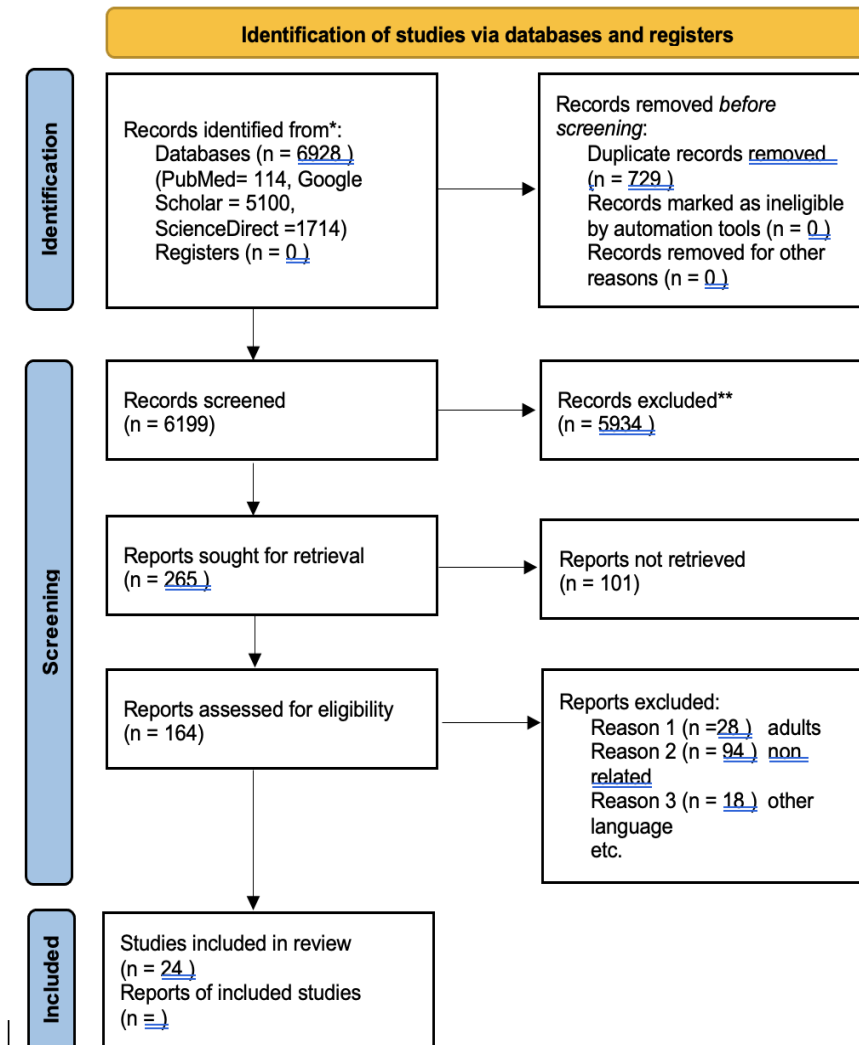 Identification of studies via databases and registers
Identification
Records identified from*:
Databases (n = 6928 )
(PubMed= 114, Google
Scholar = 5100,
ScienceDirect =1714)
Registers (n = 0 )
Records removed before
screening:
Duplicate records removed
(n = 729 )
Records marked as ineligible
by automation tools (n = 0 )
Records removed for other
reasons (n = 0 )
Screening
Records screened
(n = 6199)
Records excluded**
(n = 5934 )
Reports sought for retrieval
(n = 265 )
Reports not retrieved
(n = 101)
Reports assessed for eligibility
(n = 164)
Reports excluded:
Reason 1 (n =28 ) adults
Reason 2 (n = 94 ) non
related
Reason 3 (n = 18 ) other
language
etc.
Included
Studies included in review
(n = 24 )
Reports of included studies
(n = )